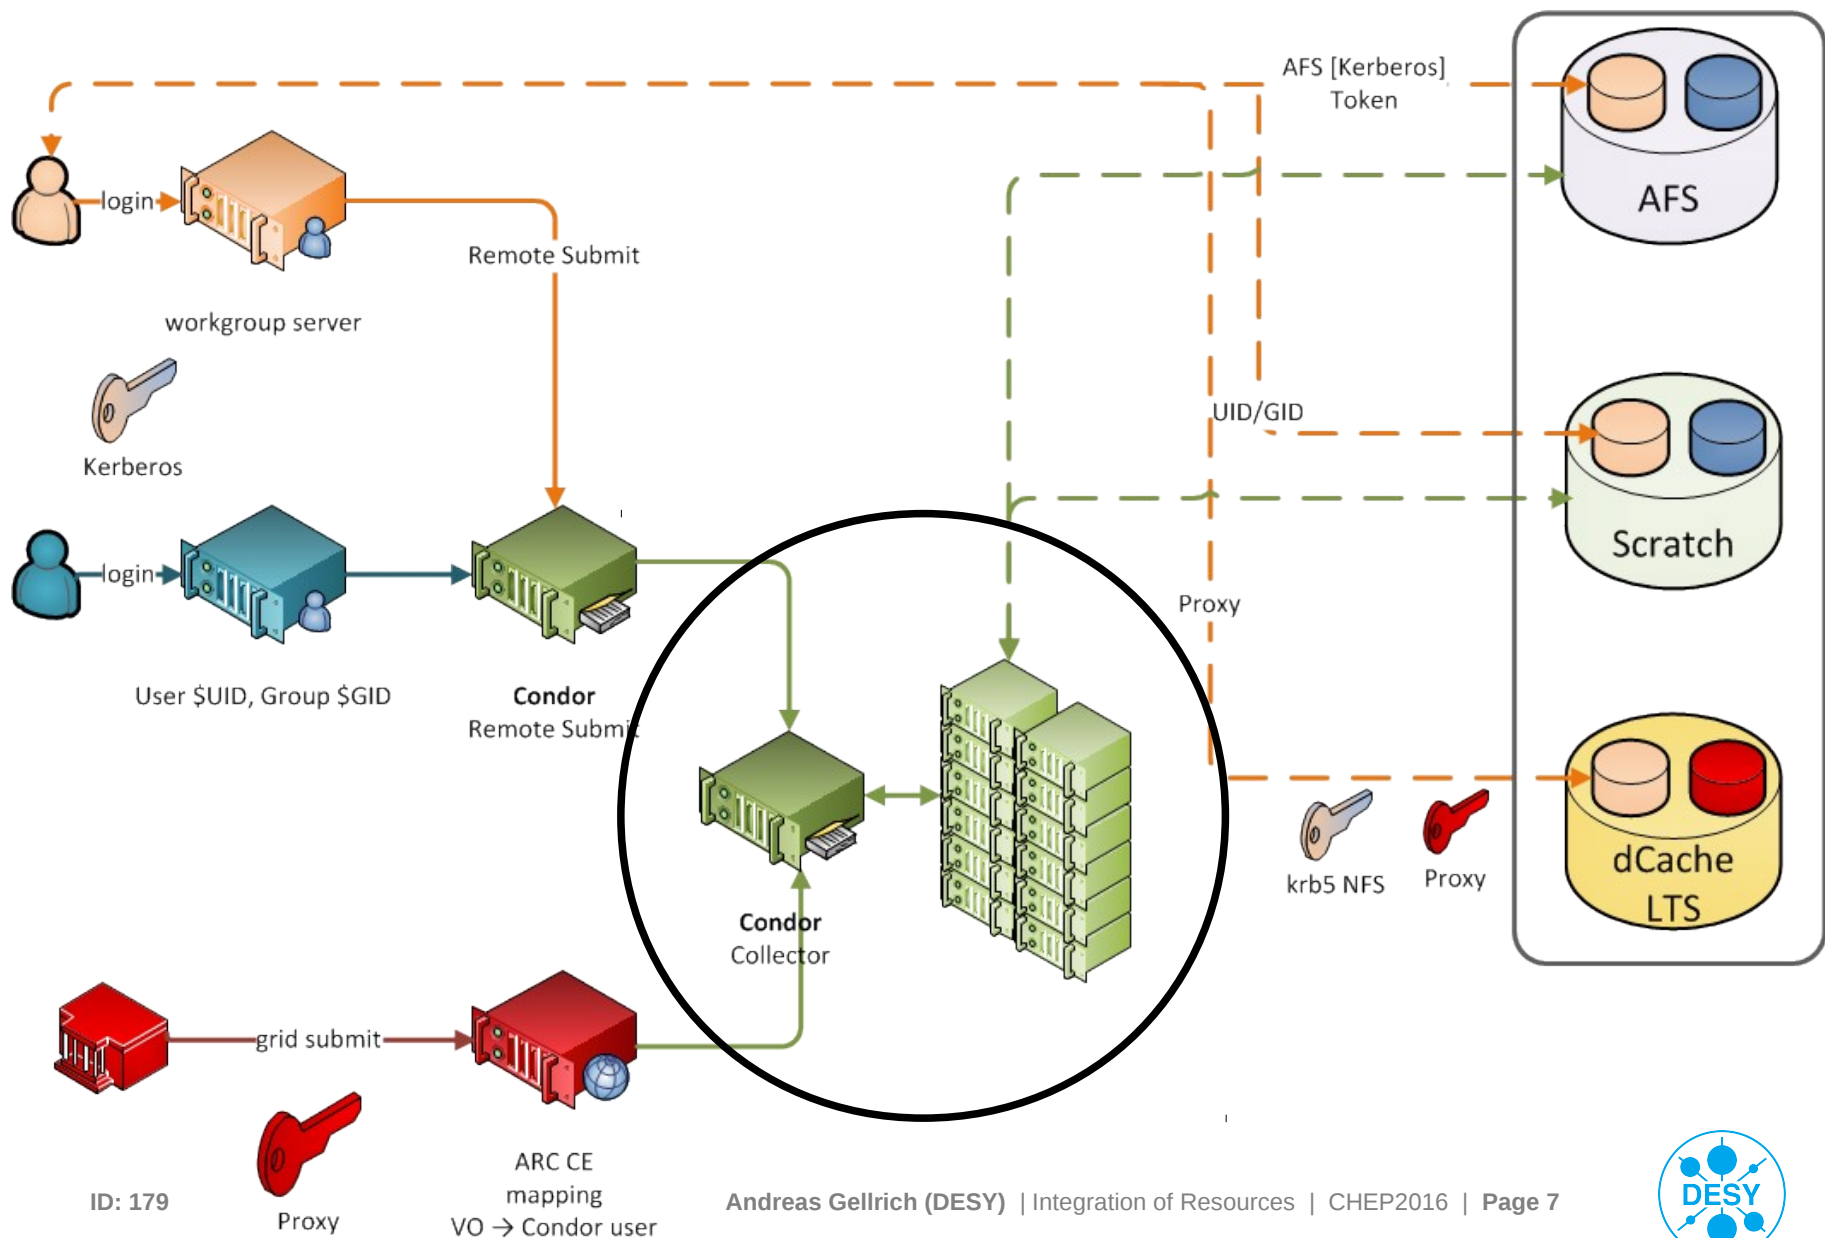 AFS [Kerberos]
Token
login
AFS
Remote Submit
workgroup server
UID/GID
Kerberos
Scratch
login
Proxy
User $UID, Group $GID
Condor
Remote Submit
dCache
LTS
krb5 NFS
Proxy
Condor
Collector
grid submit
ARC CE
mapping
VO → Condor user
Proxy
ID: 179
Andreas Gellrich (DESY) | Integration of Resources | CHEP2016 | Page 7
DESY